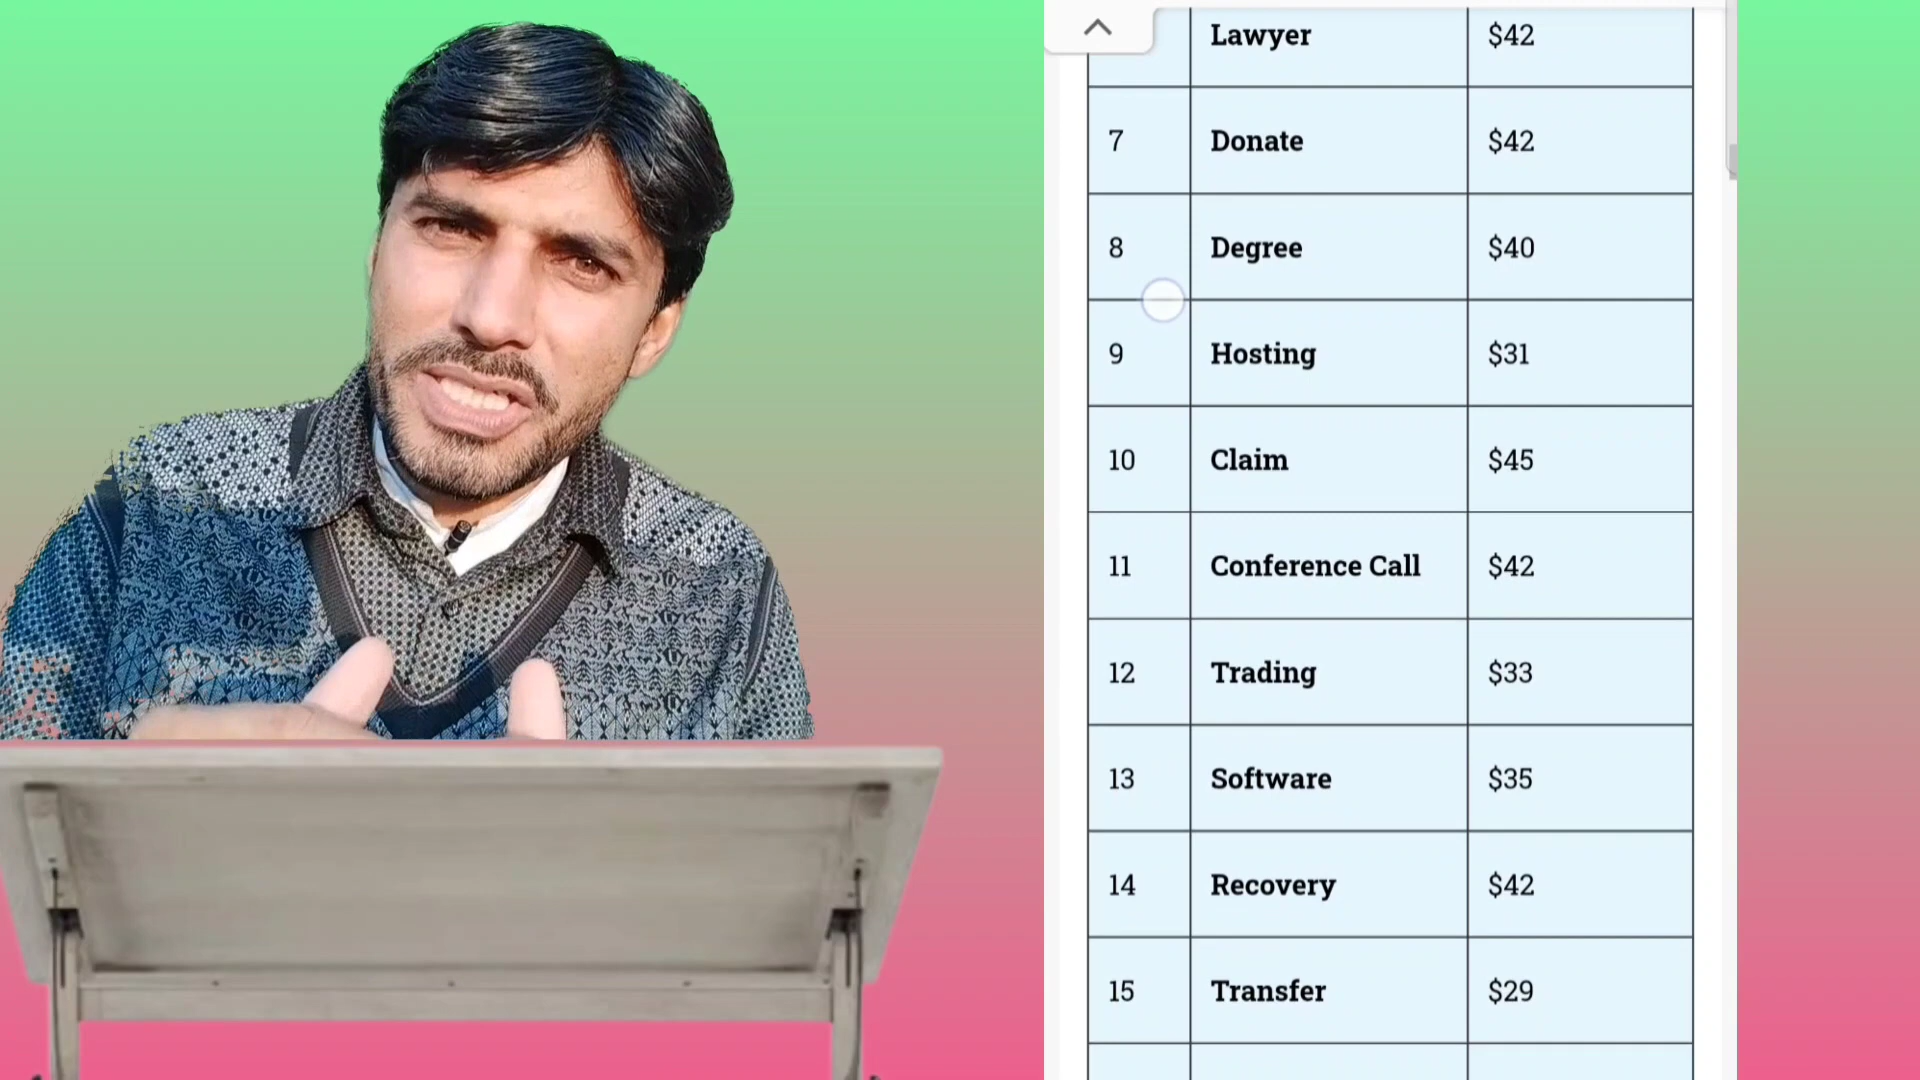 Lawyer $42
7 Donate $42
8 Degree $40
9 Hosting $31
10 Claim $45
11 Conference Call $42
12 Trading $33
13 Software $35
14 Recovery $42
15 Transfer $29